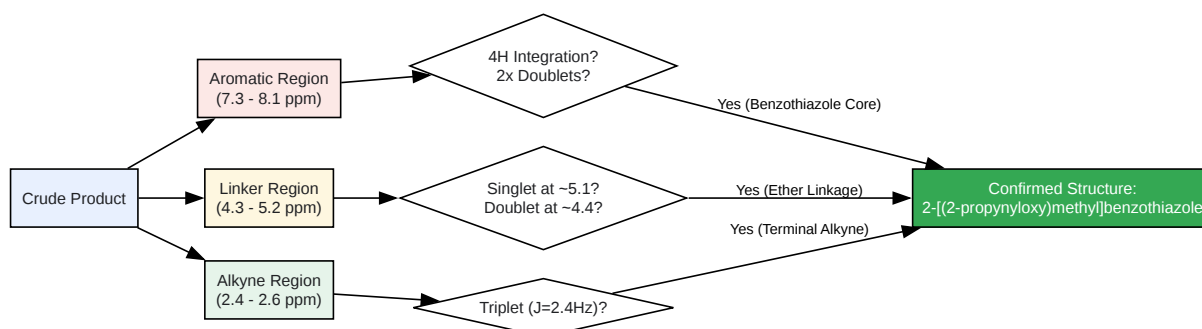 Crude Product
Aromatic Region
(7.3 - 8.1 ppm)
4H Integration?
2x Doublets?
Yes (Benzothiazole Core)
Linker Region
(4.3 - 5.2 ppm)
Singlet at ~5.1?
Doublet at ~4.4?
Yes (Ether Linkage)
Alkyne Region
(2.4 - 2.6 ppm)
Triplet (J=2.4Hz)?
Yes (Terminal Alkyne)
Confirmed Structure:
2-[(2-propynyloxy)methyl]benzothiazole